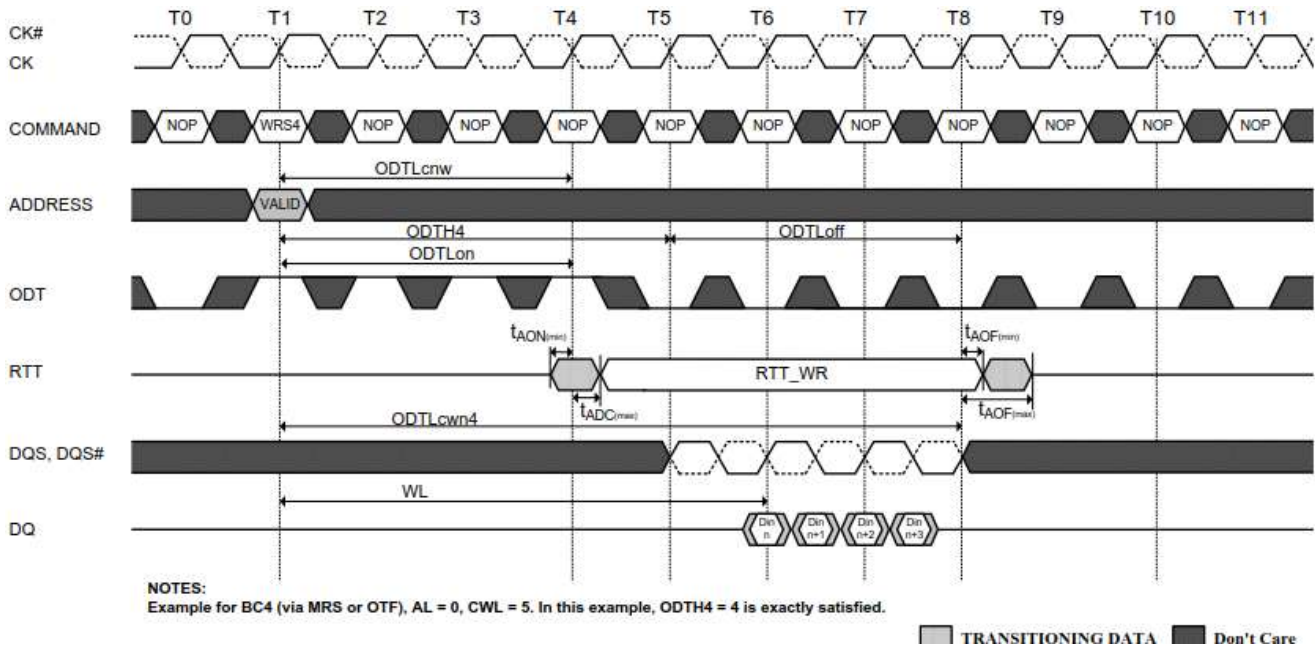 T0 T1 T2 T3 T4 T5 T6 T7 T8 T9 T10 T11
CK#
CK
COMMAND NOP WRS4 NOP NOP NOP NOP NOP NOP NOP NOP NOP NOP
ODTLcnw
ADDRESS VALID
ODTH4 ODTLoff
ODTLon
ODT
tAON(min) tAOF(min)
RTT RTT_WR
tADC(max) tAOF(max)
ODTLcwn4
DQS, DQS#
WL
DQ Din n Din n+1 Din n+2 Din n+3
NOTES:
Example for BC4 (via MRS or OTF), AL = 0, CWL = 5. In this example, ODTH4 = 4 is exactly satisfied.
TRANSITIONING DATA Don't Care